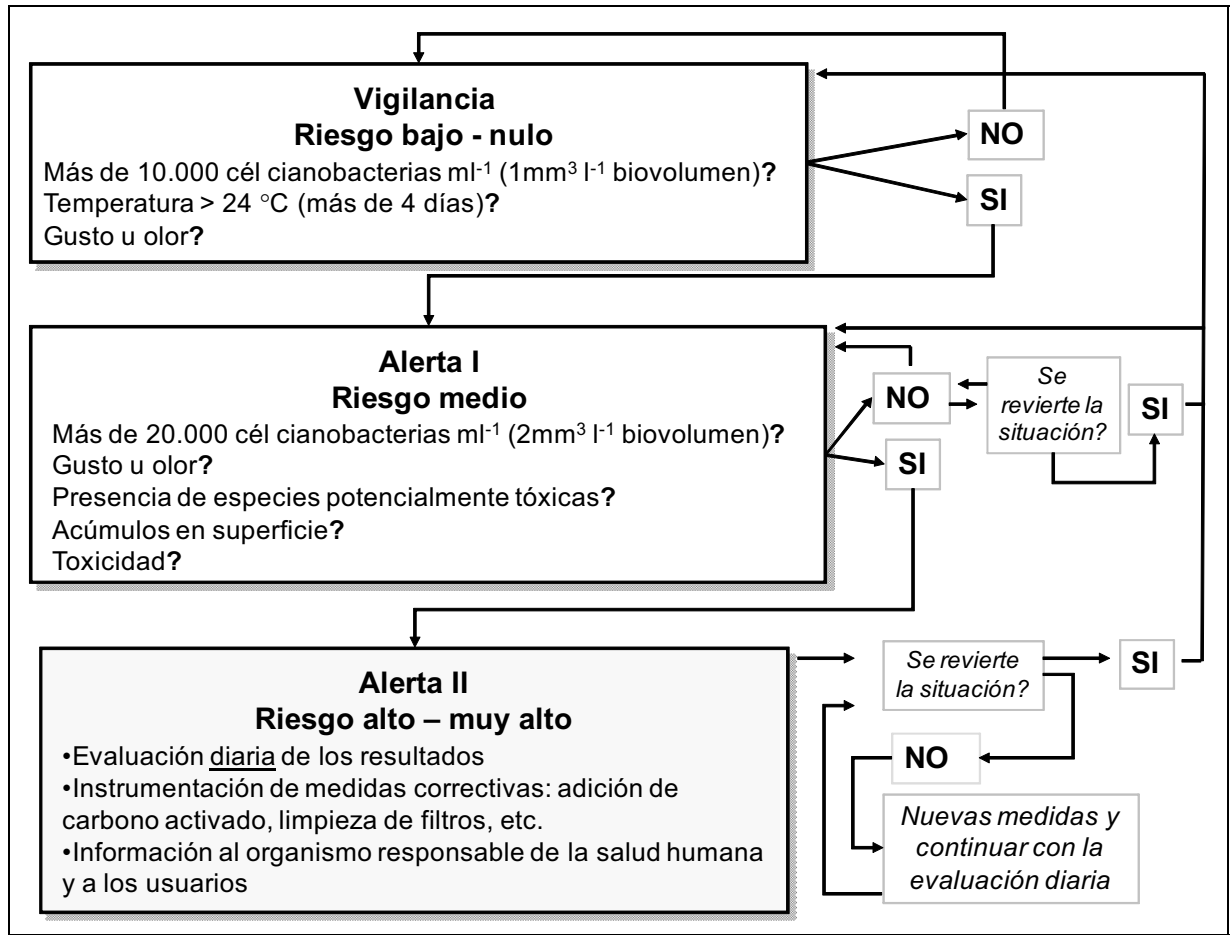 Vigilancia
Riesgo bajo - nulo
Más de 10.000 cél cianobacterias ml-1 (1mm3 l-1 biovolumen)?
Temperatura > 24 °C (más de 4 días)?
Gusto u olor?
NO
SI
Alerta I
Riesgo medio
Más de 20.000 cél cianobacterias ml-1 (2mm3 l-1 biovolumen)?
Gusto u olor?
Presencia de especies potencialmente tóxicas?
Acúmulos en superficie?
Toxicidad?
NO
SI
Se
revierte la
situación?
SI
Alerta II
Riesgo alto – muy alto
•Evaluación diaria de los resultados
•Instrumentación de medidas correctivas: adición de
carbono activado, limpieza de filtros, etc.
•Información al organismo responsable de la salud humana
y a los usuarios
Se revierte
la situación?
SI
NO
Nuevas medidas y
continuar con la
evaluación diaria